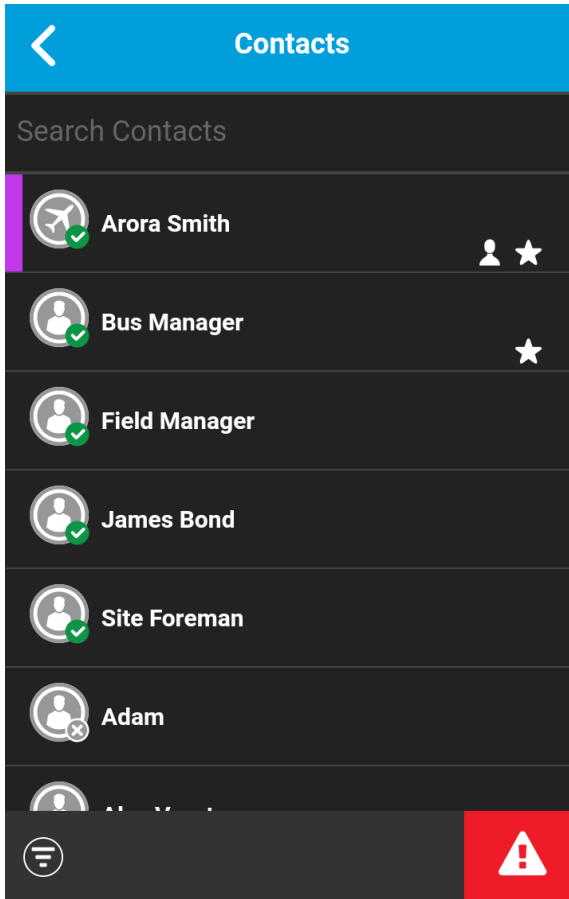 Contacts
Search Contacts
Arora Smith
Bus Manager
Field Manager
James Bond
Site Foreman
Adam